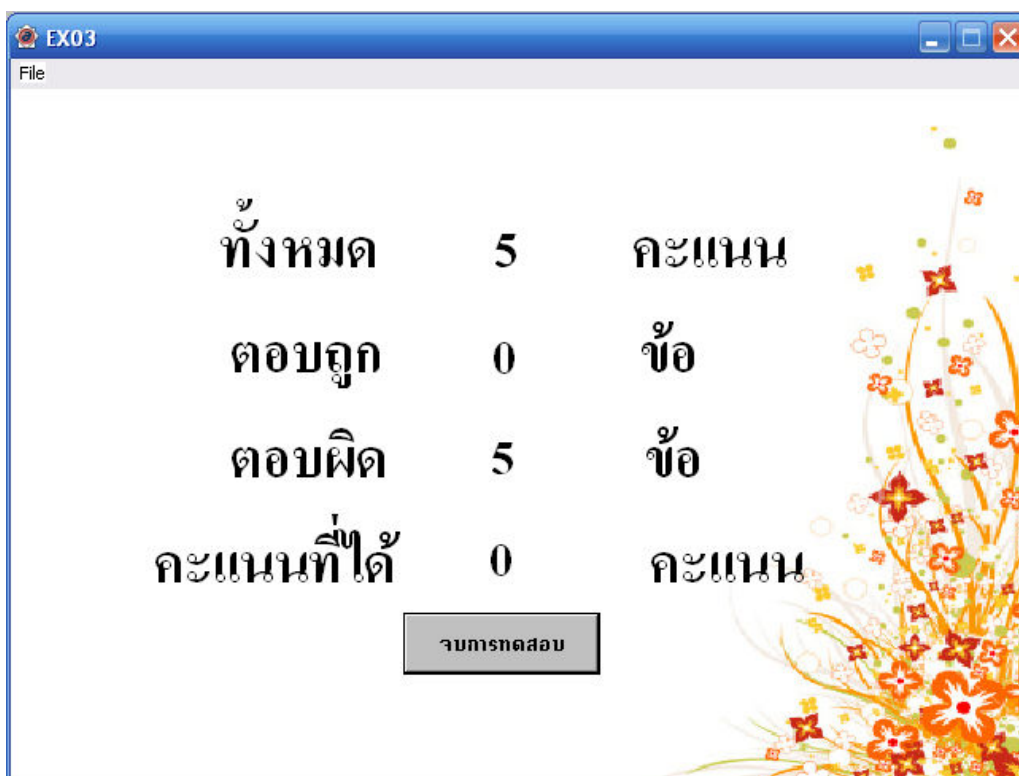 EX03
File
ทั้งหมด 5 คะแนน
ตอบถูก 0 ข้อ
ตอบผิด 5 ข้อ
คะแนนที่ได้ 0 คะแนน
จบการทดสอบ